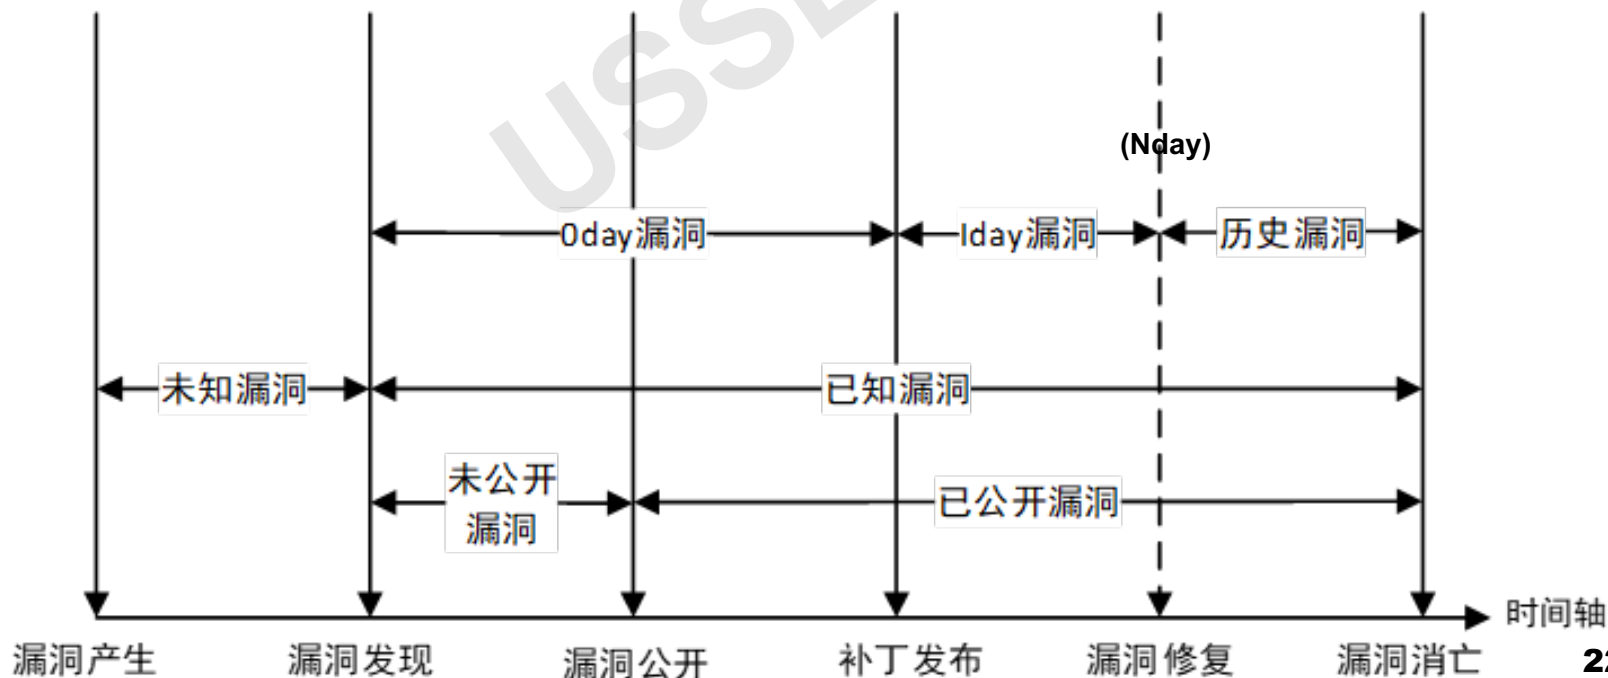 USSL
(Nday)
0day漏洞
1day漏洞
历史漏洞
未知漏洞
已知漏洞
未公开
漏洞
已公开漏洞
时间轴
漏洞产生
漏洞发现
漏洞公开
补丁发布
漏洞修复
漏洞消亡